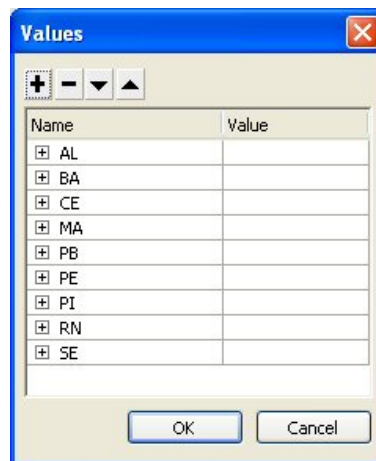 Values
Name Value
AL
BA
CE
MA
PB
PE
PI
RN
SE
OK Cancel